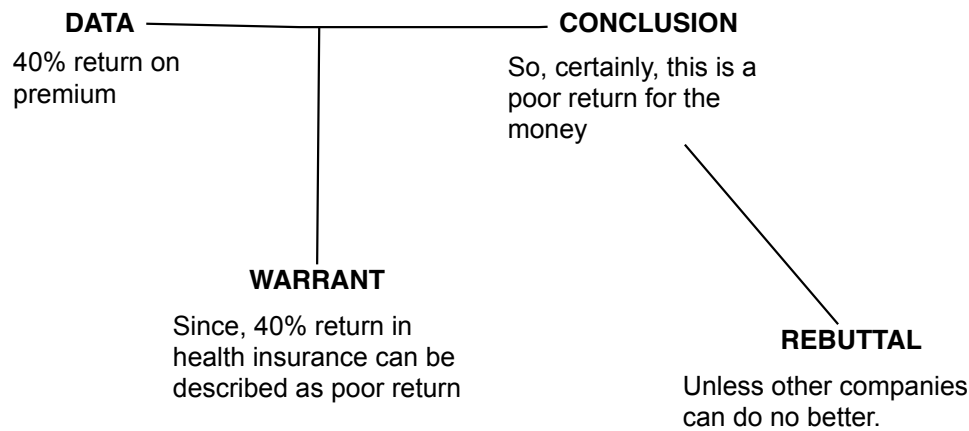 DATA
40% return on
premium
CONCLUSION
So, certainly, this is a
poor return for the
money
WARRANT
Since, 40% return in
health insurance can be
described as poor return
REBUTTAL
Unless other companies
can do no better.